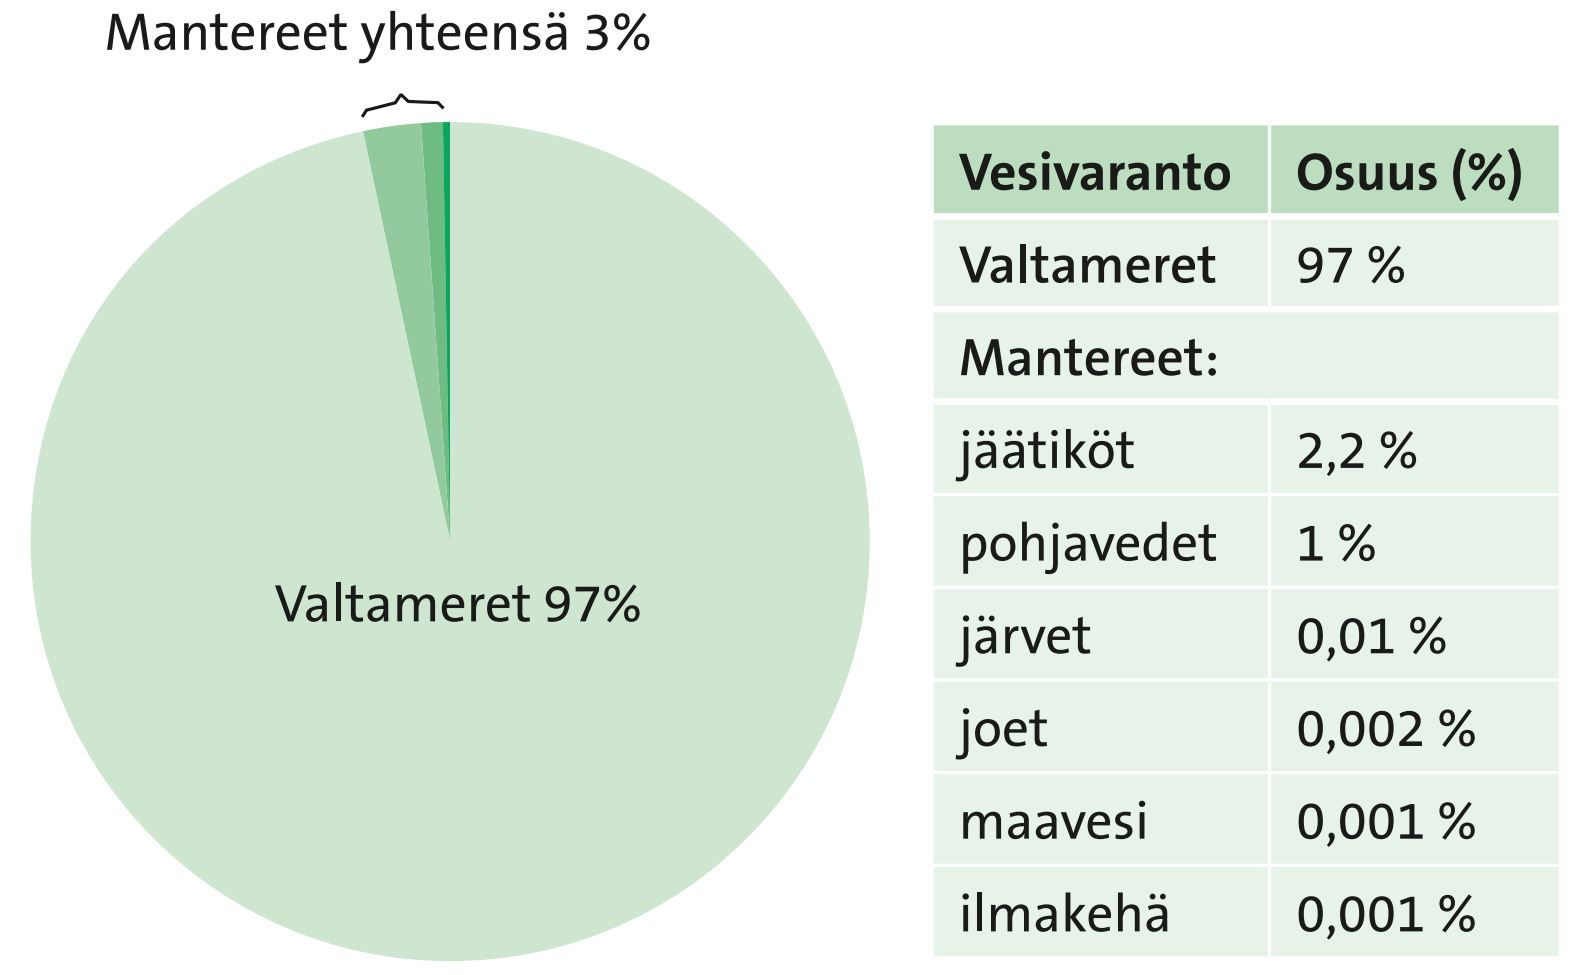 Mantereet yhteensä 3%
Valtameret 97%
Vesivaranto Osuus (%)
Valtameret 97 %
Mantereet:
jäätiköt 2,2 %
pohjavedet 1 %
järvet 0,01 %
joet 0,002 %
maavesi 0,001 %
ilmakehä 0,001 %